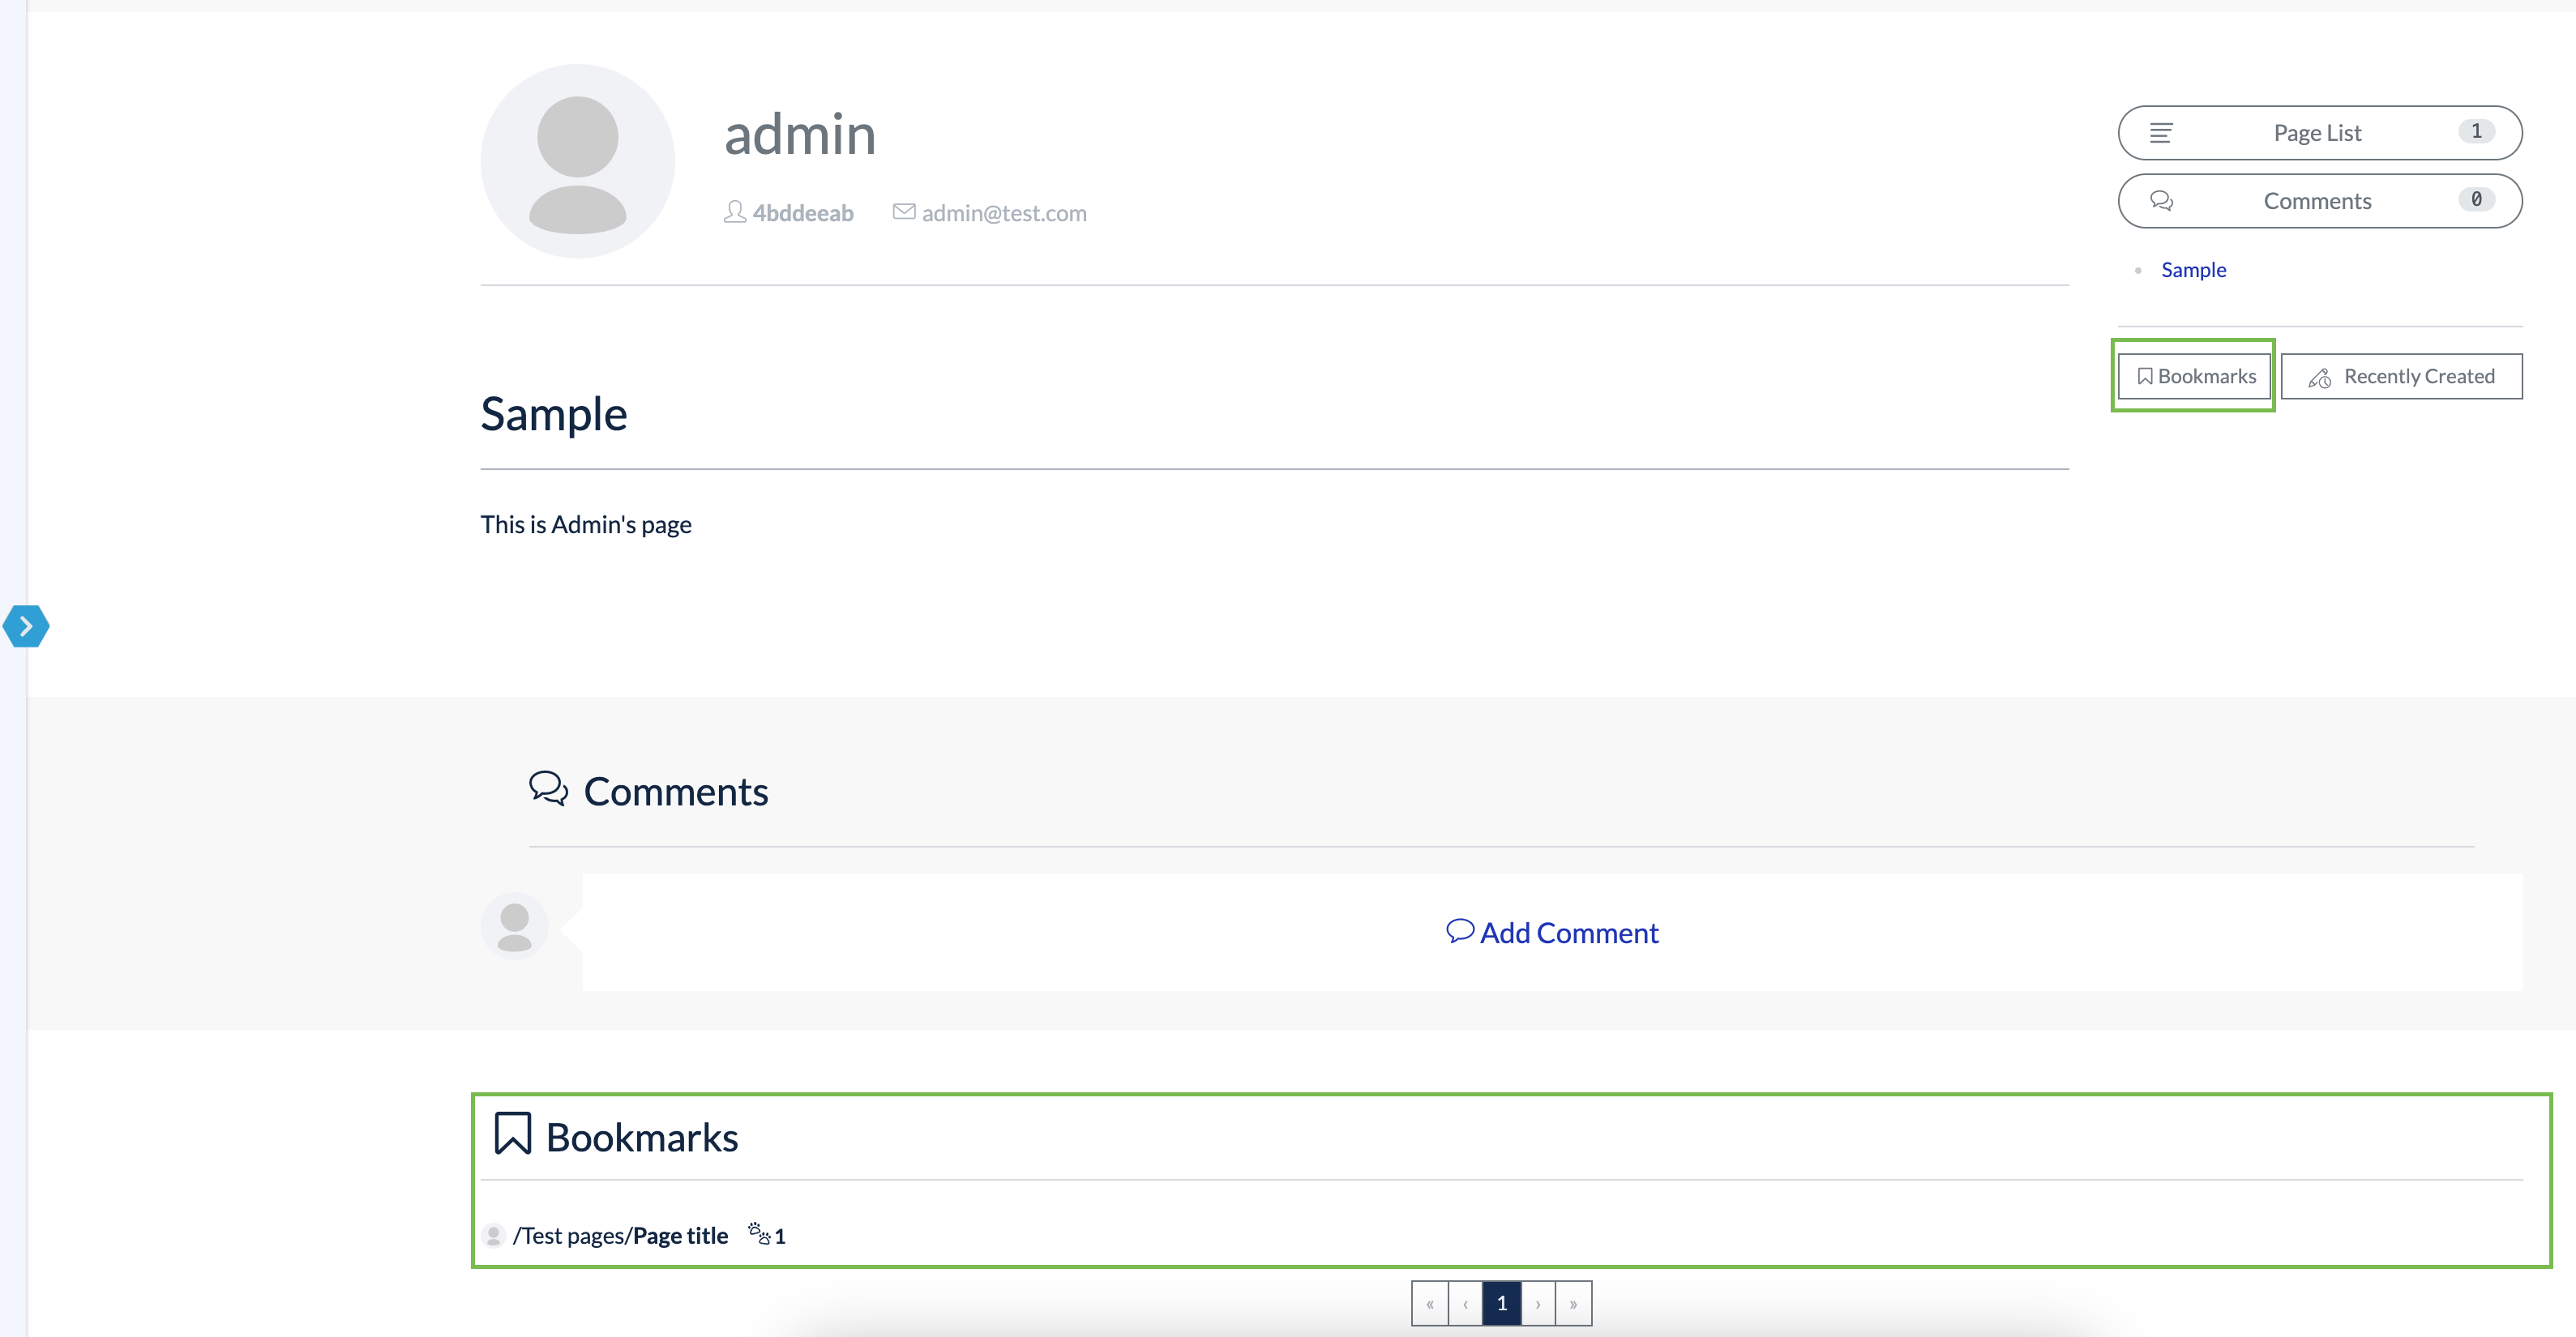 admin
4bddeeab admin@test.com
Page List 1
Comments 0
Sample
Bookmarks
Recently Created
Sample
This is Admin's page
Comments
Add Comment
Bookmarks
/Test pages/Page title 1
« ‹ 1 › »